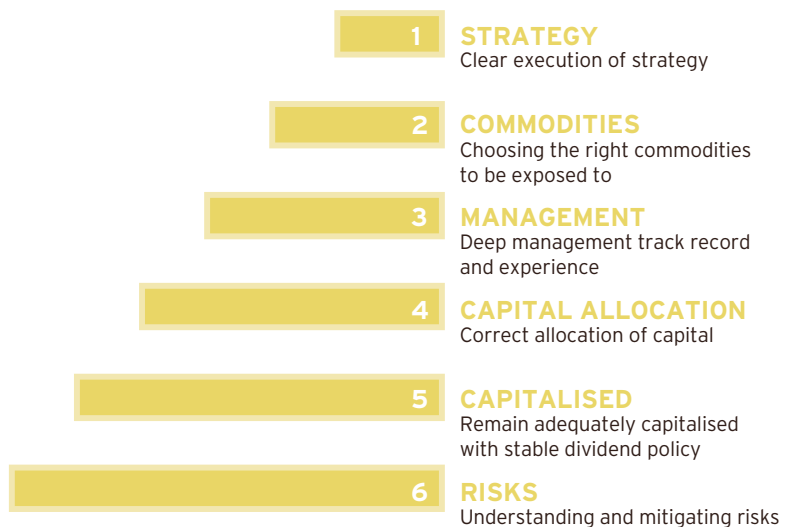 1 STRATEGY
Clear execution of strategy
2 COMMODITIES
Choosing the right commodities
to be exposed to
3 MANAGEMENT
Deep management track record
and experience
4 CAPITAL ALLOCATION
Correct allocation of capital
5 CAPITALISED
Remain adequately capitalised
with stable dividend policy
6 RISKS
Understanding and mitigating risks